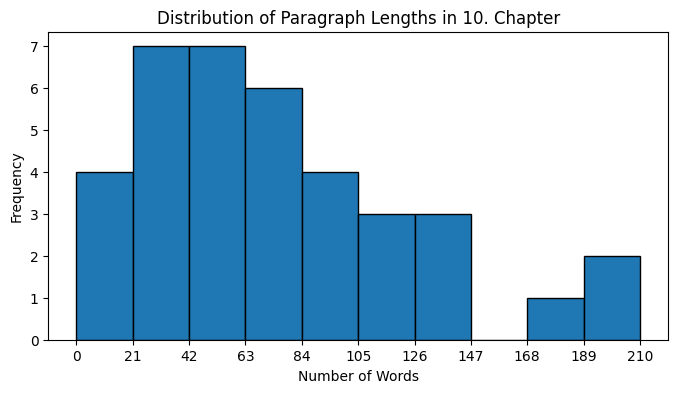 Distribution of Paragraph Lengths in 10. Chapter
7
6
5
4
3
2
1
0
Frequency
0 21 42 63 84 105 126 147 168 189 210
Number of Words